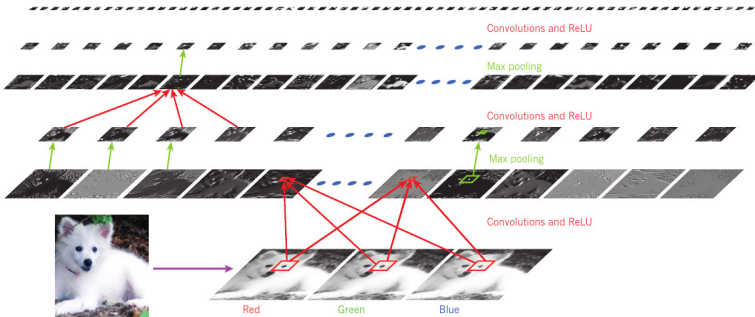 Convolutions and ReLU
Max pooling
Convolutions and ReLU
Max pooling
Convolutions and ReLU
Red
Green
Blue